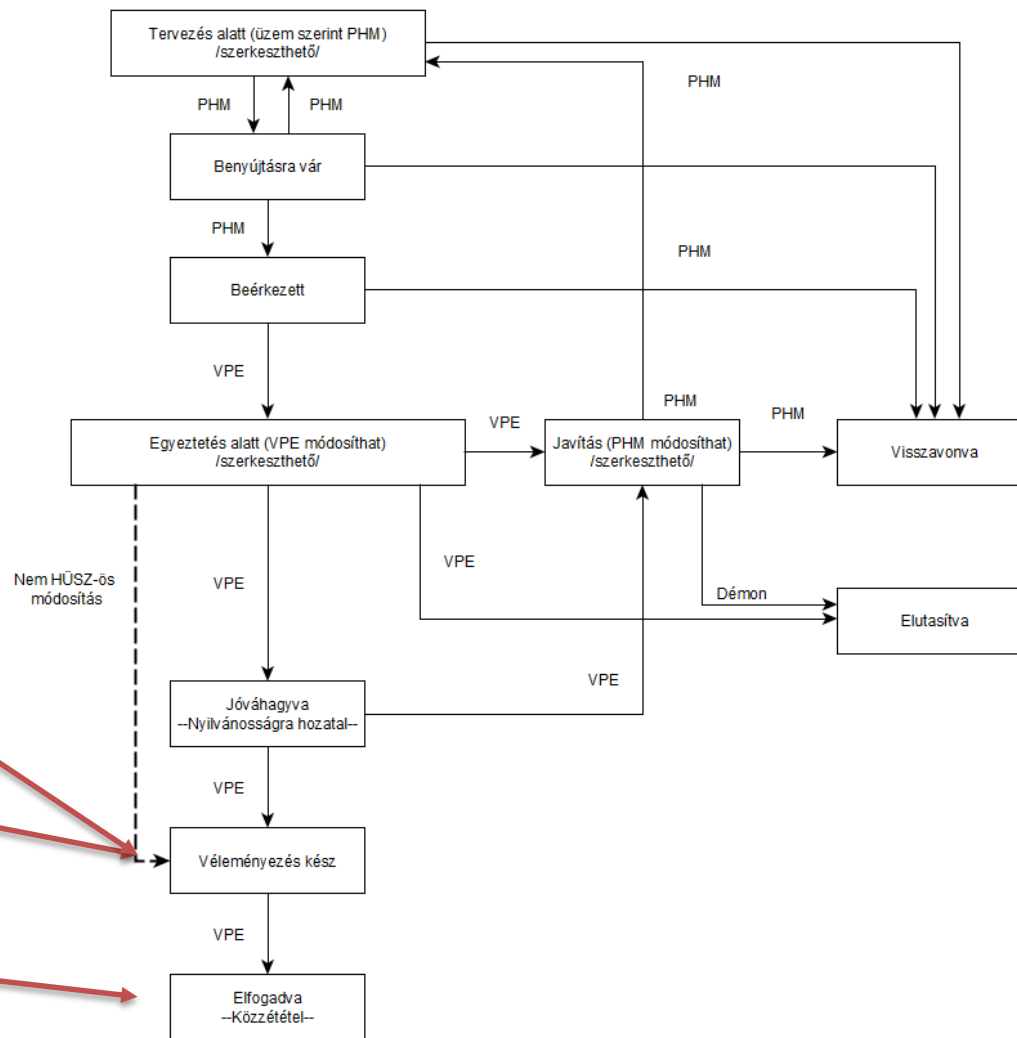 Tervezés alatt (üzem szerint PHM)
/szerkeszthető/
PHM
PHM
PHM
Benyújtásra vár
PHM
PHM
Beérkezett
VPE
PHM
Egyeztetés alatt (VPE módosíthat)
/szerkeszthető/
VPE
Javítás (PHM módosíthat)
/szerkeszthető/
PHM
Visszavonva
Nem HÜSZ-ös
módosítás
VPE
VPE
Démon
Elutasítva
VPE
Jóváhagyva
--Nyilvánosságra hozatal--
VPE
Véleményezés kész
VPE
Elfogadva
--Közzététel--